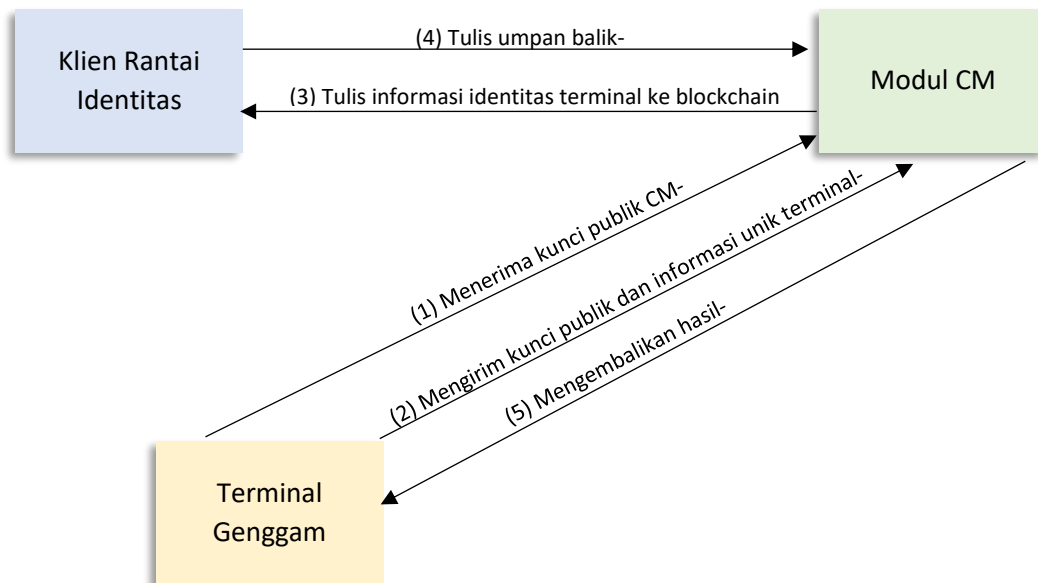 Klien Rantai
Identitas
(4) Tulis umpan balik-
(3) Tulis informasi identitas terminal ke blockchain
Modul CM
(1) Menerima kunci publik CM-
(2) Mengirim kunci publik dan informasi unik terminal-
(5) Mengembalikan hasil-
Terminal
Genggam